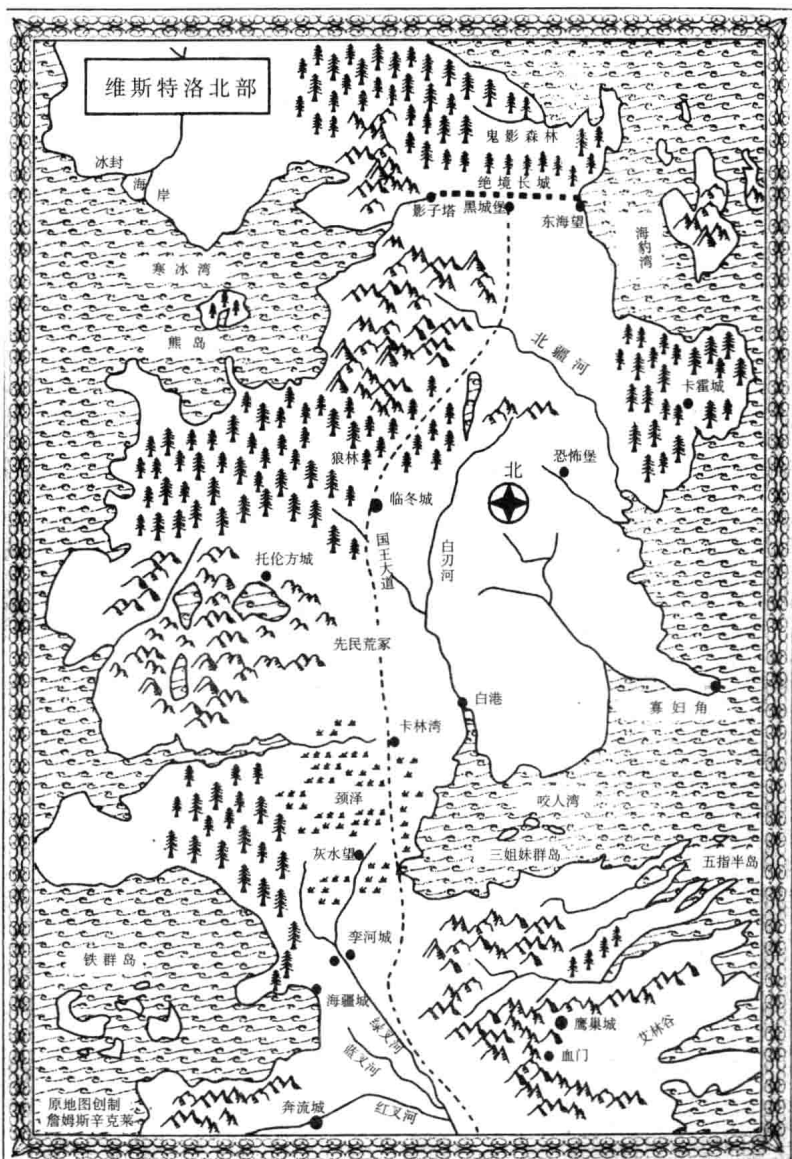 维斯特洛北部
鬼影森林
冰封
海岸
绝境长城
影子塔
黑城堡
东海望
海豹湾
寒冰湾
熊岛
北疆河
卡霍城
狼林
恐怖堡
北
临冬城
国王大道
白刃河
托伦方城
先民荒冢
白港
寡妇角
卡林湾
颈泽
咬人湾
灰水望
三姐妹群岛
五指半岛
孪河城
铁群岛
海疆城
绿叉河
鹰巢城
艾林谷
蓝叉河
血门
奔流城
红叉河
原地图创制
詹姆斯辛克莱